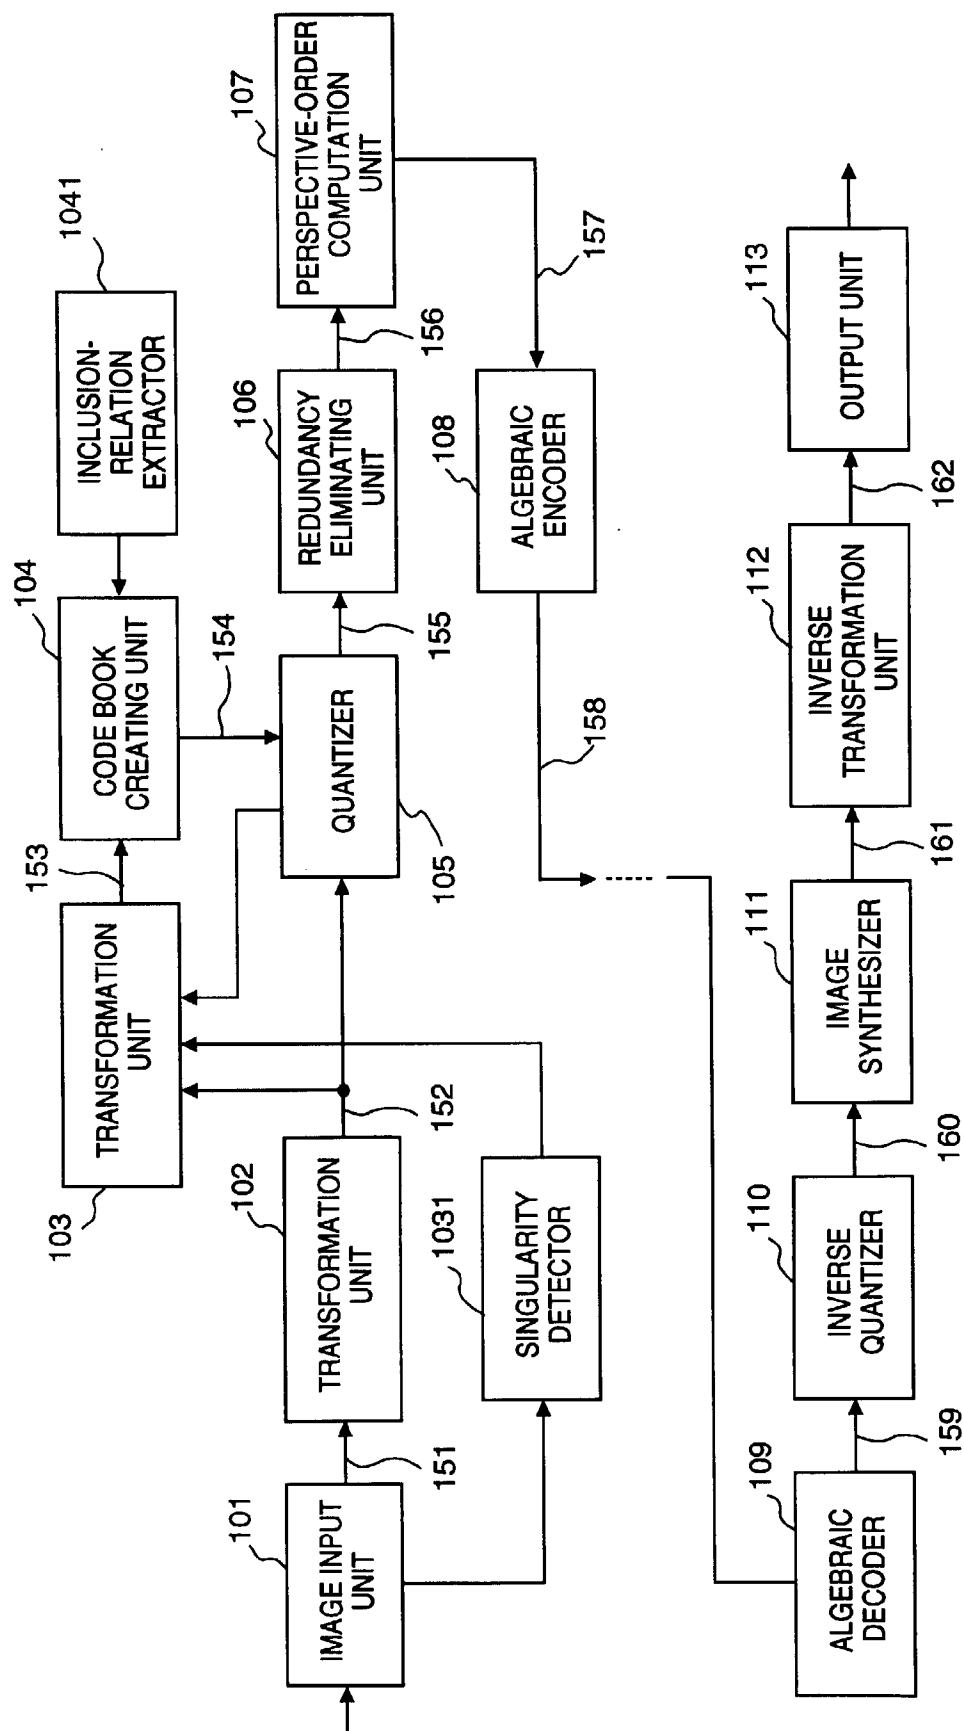 103
TRANSFORMATION
UNIT
153
104
CODE BOOK
CREATING UNIT
1041
INCLUSION-
RELATION
EXTRACTOR
101
IMAGE INPUT
UNIT
151
102
TRANSFORMATION
UNIT
152
105
QUANTIZER
154
155
106
REDUNDANCY
ELIMINATING
UNIT
156
107
PERSPECTIVE-ORDER
COMPUTATION
UNIT
1031
SINGULARITY
DETECTOR
158
108
ALGEBRAIC
ENCODER
157
109
ALGEBRAIC
DECODER
159
110
INVERSE
QUANTIZER
160
111
IMAGE
SYNTHESIZER
161
112
INVERSE
TRANSFORMATION
UNIT
162
113
OUTPUT UNIT